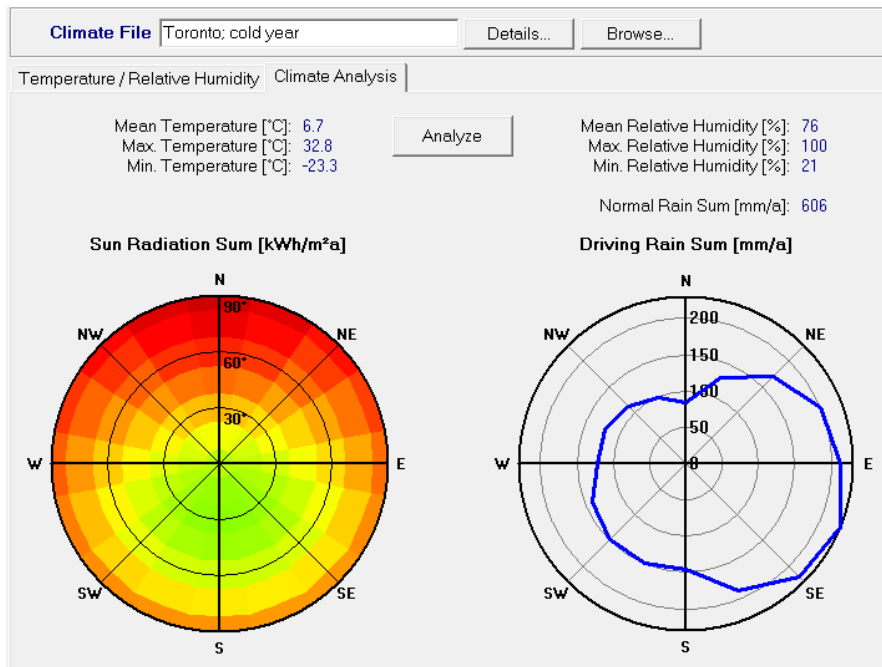 Climate File Toronto; cold year Details... Browse...
Temperature / Relative Humidity Climate Analysis
Mean Temperature [°C]: 6.7 Analyze Mean Relative Humidity [%]: 76
Max. Temperature [°C]: 32.8 Max. Relative Humidity [%]: 100
Min. Temperature [°C]: -23.3 Min. Relative Humidity [%]: 21
Normal Rain Sum [mm/a]: 606
Sun Radiation Sum [kWh/m²a] Driving Rain Sum [mm/a]
N N
90°
200
NW NE NW NE
150
60°
100
30°
50
W E W 0 E
SW SE SW SE
S S